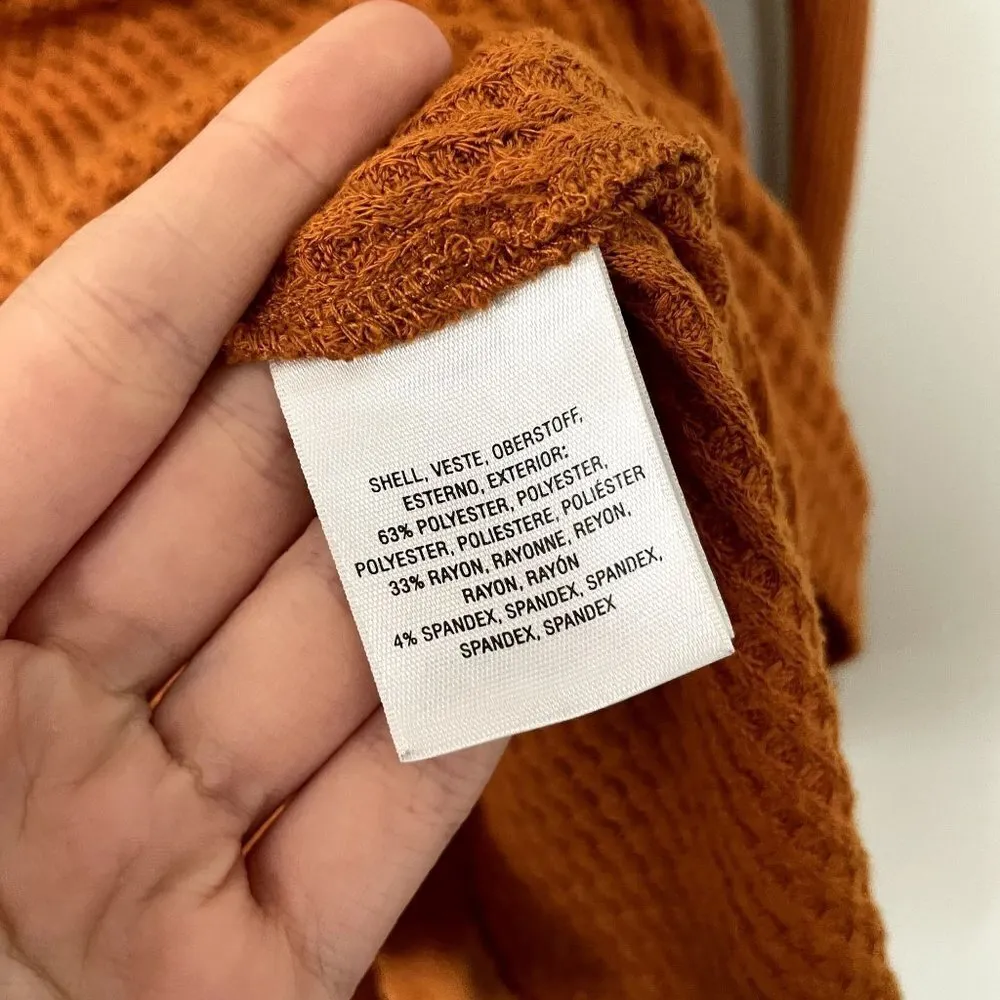 SHELL, VESTE, OBERSTOFF,
ESTERNO, EXTERIOR:
63% POLYESTER, POLYESTER,
POLYESTER, POLIESTERE, POLIÉSTER
33% RAYON, RAYONNE, REYON,
RAYON, RAYÓN
4% SPANDEX, SPANDEX, SPANDEX,
SPANDEX, SPANDEX